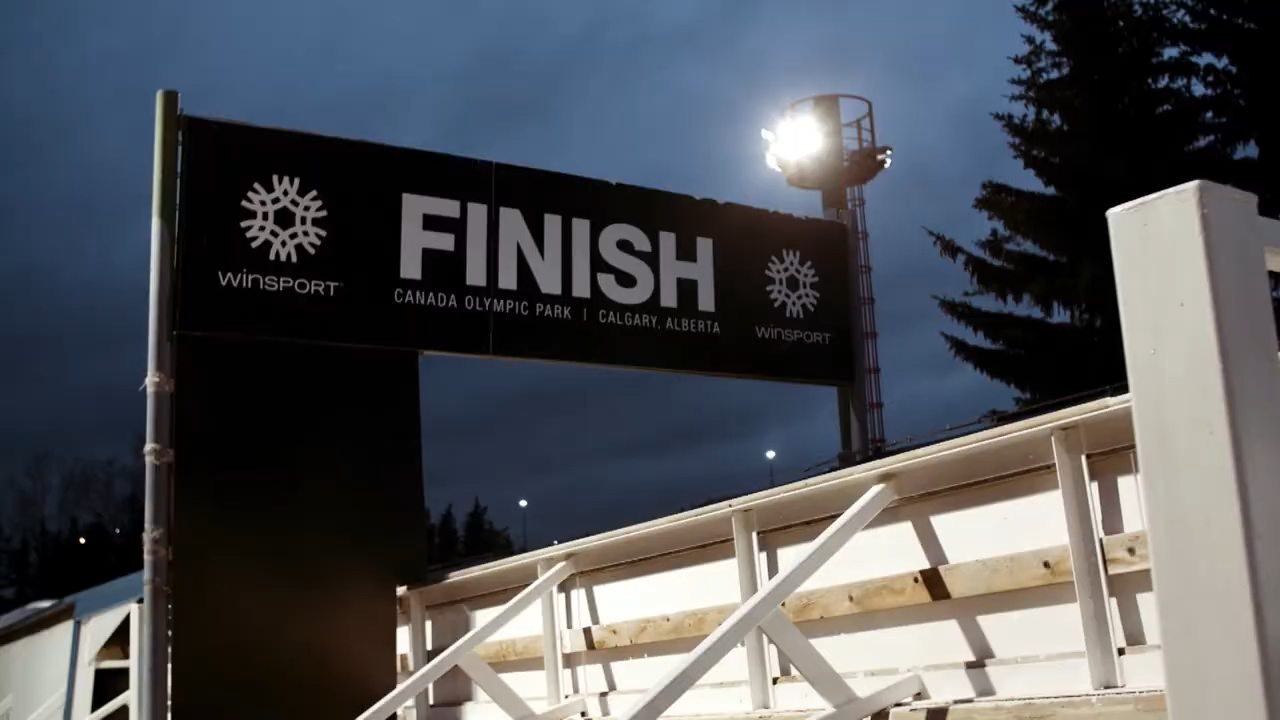 FINISH
CANADA OLYMPIC PARK | CALGARY, ALBERTA
WINSPORT
WINSPORT